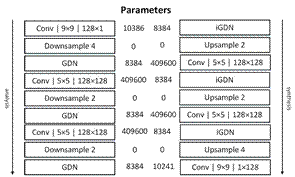 Parameters
Conv | 9×9 | 128×1 10386 8384 iGDN
Downsample 4 0 0 Upsample 2
GDN 8384 409600 Conv | 5×5 | 128×128
Conv | 5×5 | 128×128 409600 8384 iGDN
Downsample 2 0 0 Upsample 2
GDN 8384 409600 Conv | 5×5 | 128×128
Conv | 5×5 | 128×128 409600 8384 iGDN
Downsample 2 0 0 Upsample 4
GDN 8384 10241 Conv | 9×9 | 1×128
analysis
synthesis